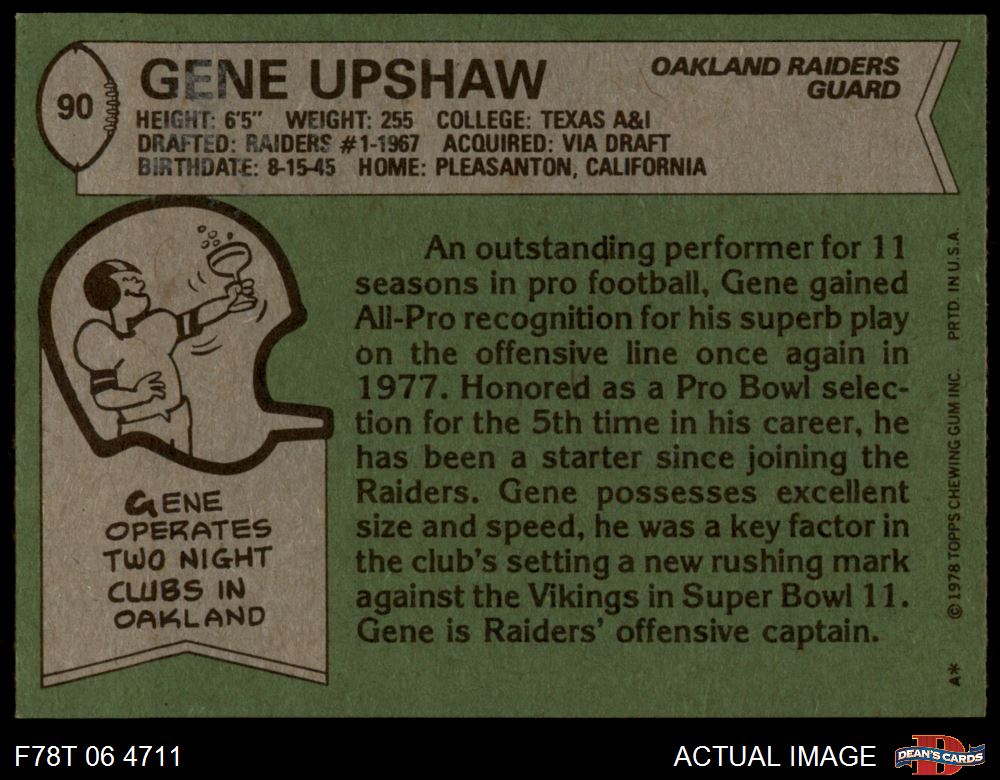 90
GENE UPSHAW
OAKLAND RAIDERS
GUARD
HEIGHT: 6'5" WEIGHT: 255 COLLEGE: TEXAS A&I
DRAFTED: RAIDERS #1-1967 ACQUIRED: VIA DRAFT
BIRTHDATE: 8-15-45 HOME: PLEASANTON, CALIFORNIA
An outstanding performer for 11
seasons in pro football, Gene gained
All-Pro recognition for his superb play
on the offensive line once again in
1977. Honored as a Pro Bowl selec-
tion for the 5th time in his career, he
has been a starter since joining the
Raiders. Gene possesses excellent
size and speed, he was a key factor in
the club's setting a new rushing mark
against the Vikings in Super Bowl 11.
Gene is Raiders' offensive captain.
GENE
OPERATES
TWO NIGHT
CLUBS IN
OAKLAND
A* ©1978 TOPPS CHEWING GUM INC. PRTD. IN U.S.A.
F78T 06 4711
ACTUAL IMAGE
D
DEAN'S CARDS